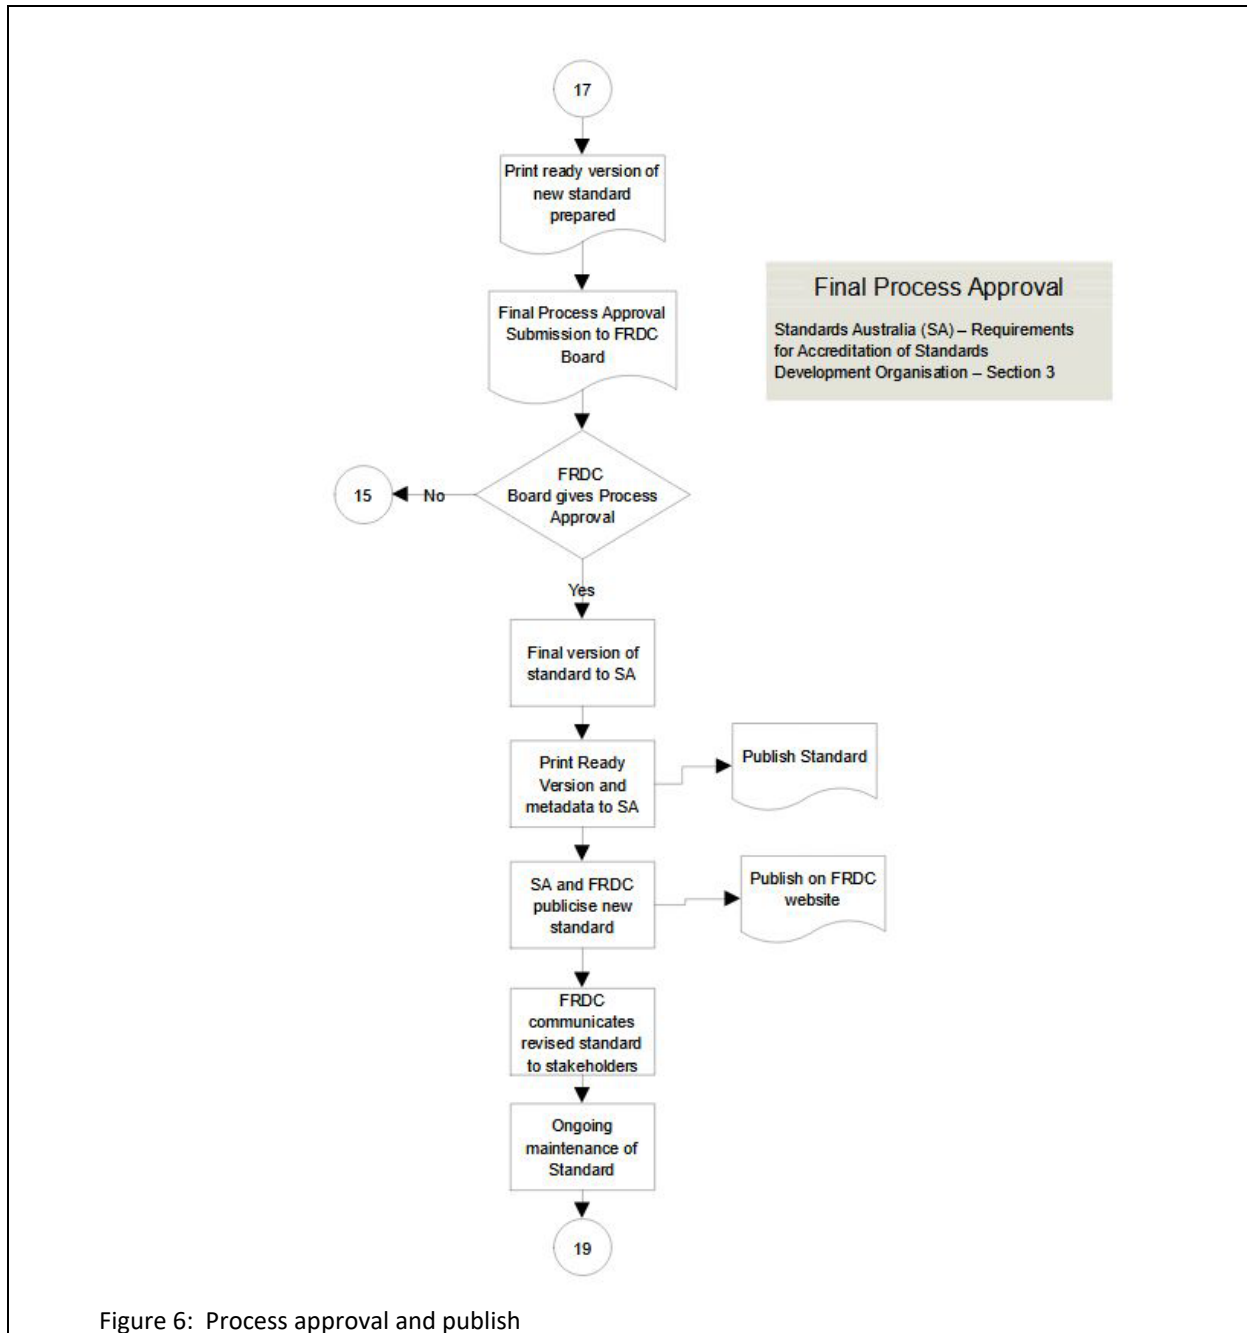 17
Print ready version of
new standard
prepared
Final Process Approval
Submission to FRDC
Board
Final Process Approval
Standards Australia (SA) – Requirements
for Accreditation of Standards
Development Organisation – Section 3
FRDC
Board gives Process
Approval
No
15
Yes
Final version of
standard to SA
Print Ready
Version and
metadata to SA
Publish Standard
SA and FRDC
publicise new
standard
Publish on FRDC
website
FRDC
communicates
revised standard
to stakeholders
Ongoing
maintenance of
Standard
19
Figure 6:  Process approval and publish